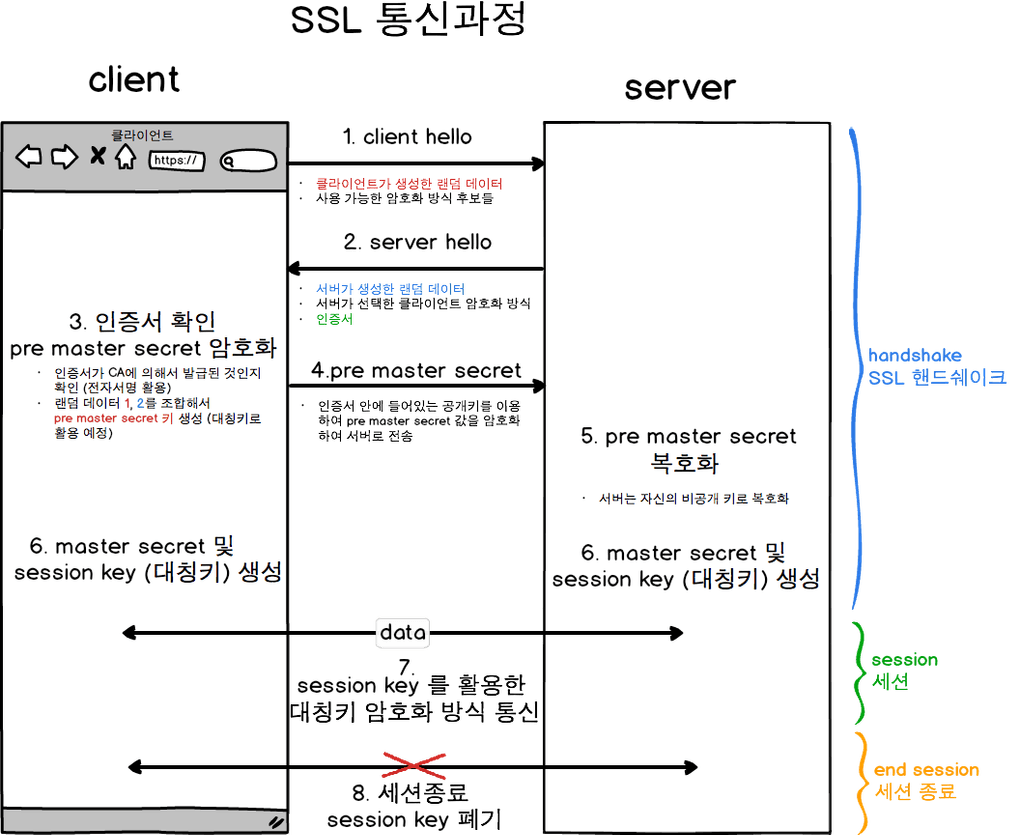 SSL 통신과정
client
server
클라이언트
https://
1. client hello
· 클라이언트가 생성한 랜덤 데이터
· 사용 가능한 암호화 방식 후보들
2. server hello
· 서버가 생성한 랜덤 데이터
· 서버가 선택한 클라이언트 암호화 방식
· 인증서
3. 인증서 확인
pre master secret 암호화
· 인증서가 CA에 의해서 발급된 것인지
확인 (전자서명 활용)
· 랜덤 데이터 1, 2를 조합해서
pre master secret 키 생성 (대칭키로
활용 예정)
4.pre master secret
· 인증서 안에 들어있는 공개키를 이용
하여 pre master secret 값을 암호화
하여 서버로 전송
5. pre master secret
복호화
· 서버는 자신의 비공개 키로 복호화
6. master secret 및
session key (대칭키) 생성
6. master secret 및
session key (대칭키) 생성
handshake
SSL 핸드쉐이크
data
7.
session key 를 활용한
대칭키 암호화 방식 통신
session
세션
8. 세션종료
session key 폐기
end session
세션 종료